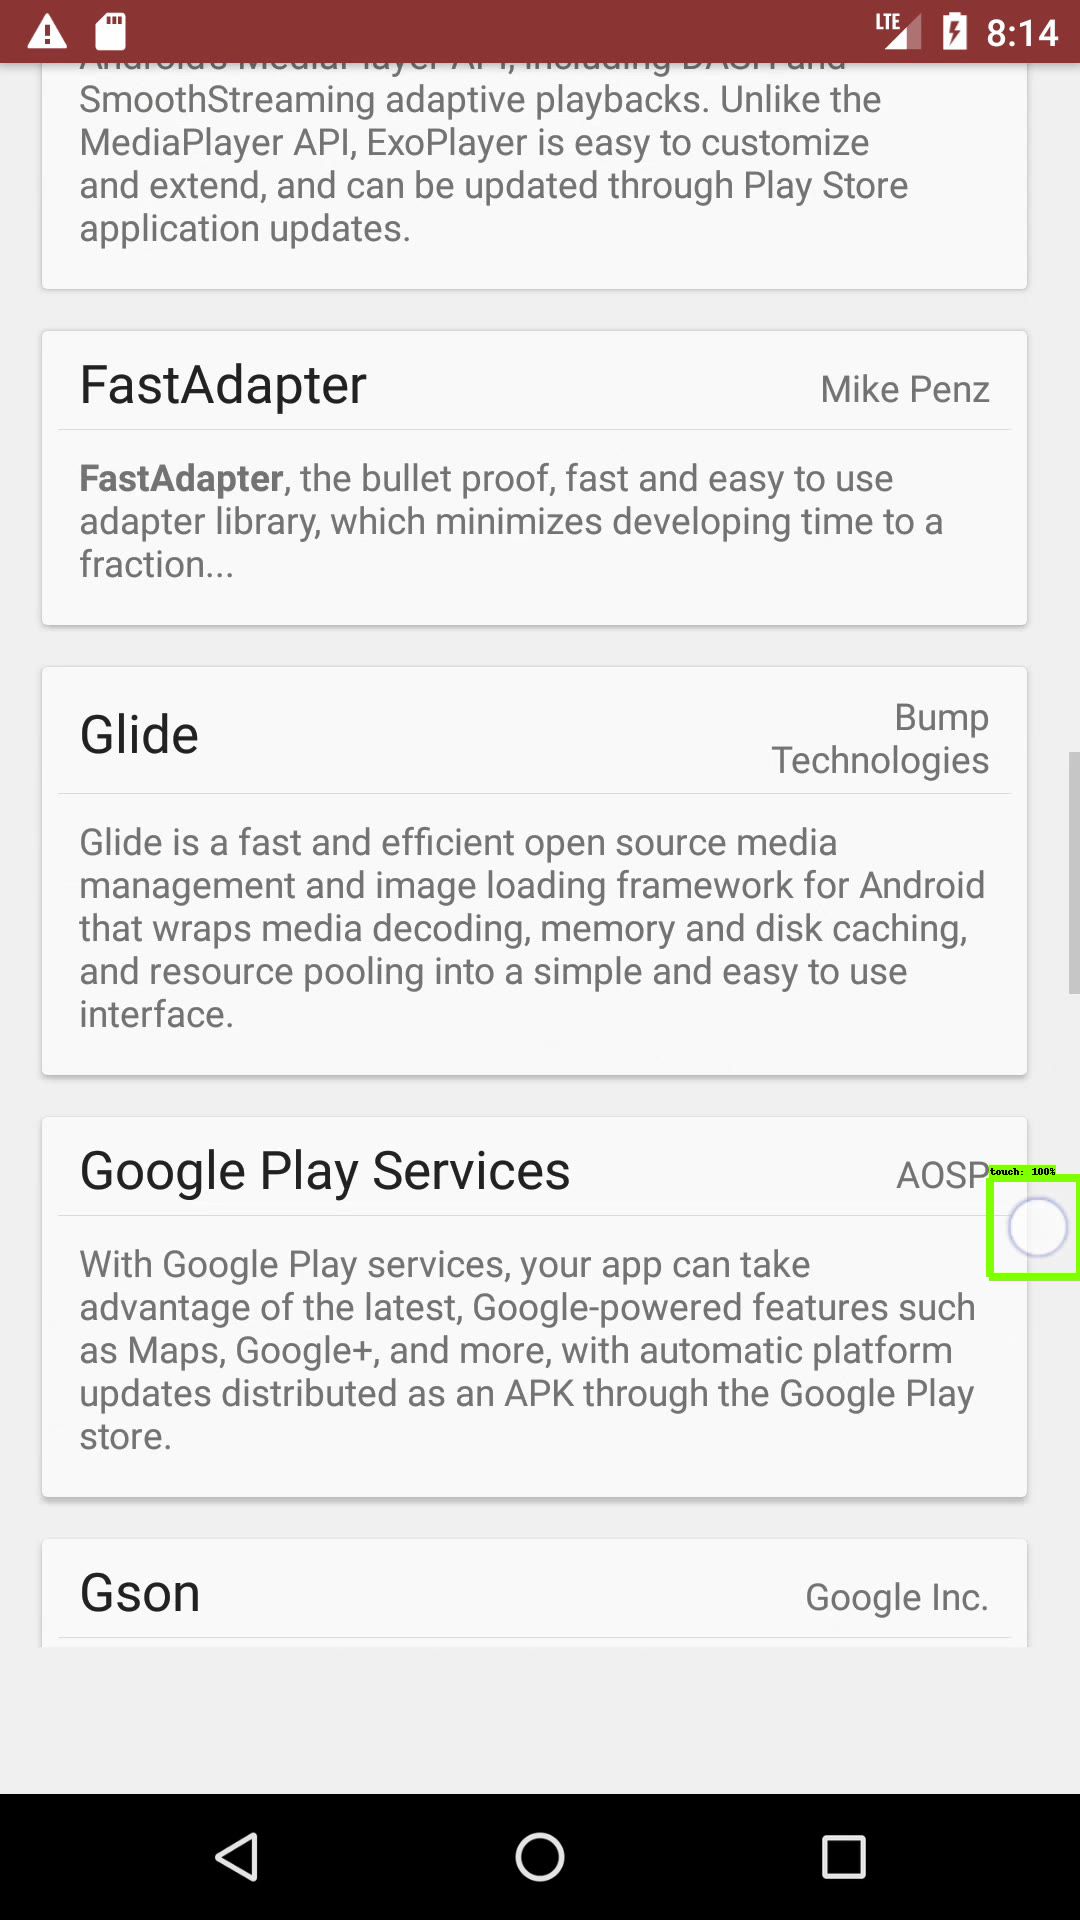 LTE 8:14
Android's MediaPlayer API, including DASH and
SmoothStreaming adaptive playbacks. Unlike the
MediaPlayer API, ExoPlayer is easy to customize
and extend, and can be updated through Play Store
application updates.
FastAdapter
Mike Penz
FastAdapter, the bullet proof, fast and easy to use
adapter library, which minimizes developing time to a
fraction...
Glide
Bump
Technologies
Glide is a fast and efficient open source media
management and image loading framework for Android
that wraps media decoding, memory and disk caching,
and resource pooling into a simple and easy to use
interface.
Google Play Services
AOSP
touch: 100%
With Google Play services, your app can take
advantage of the latest, Google-powered features such
as Maps, Google+, and more, with automatic platform
updates distributed as an APK through the Google Play
store.
Gson
Google Inc.